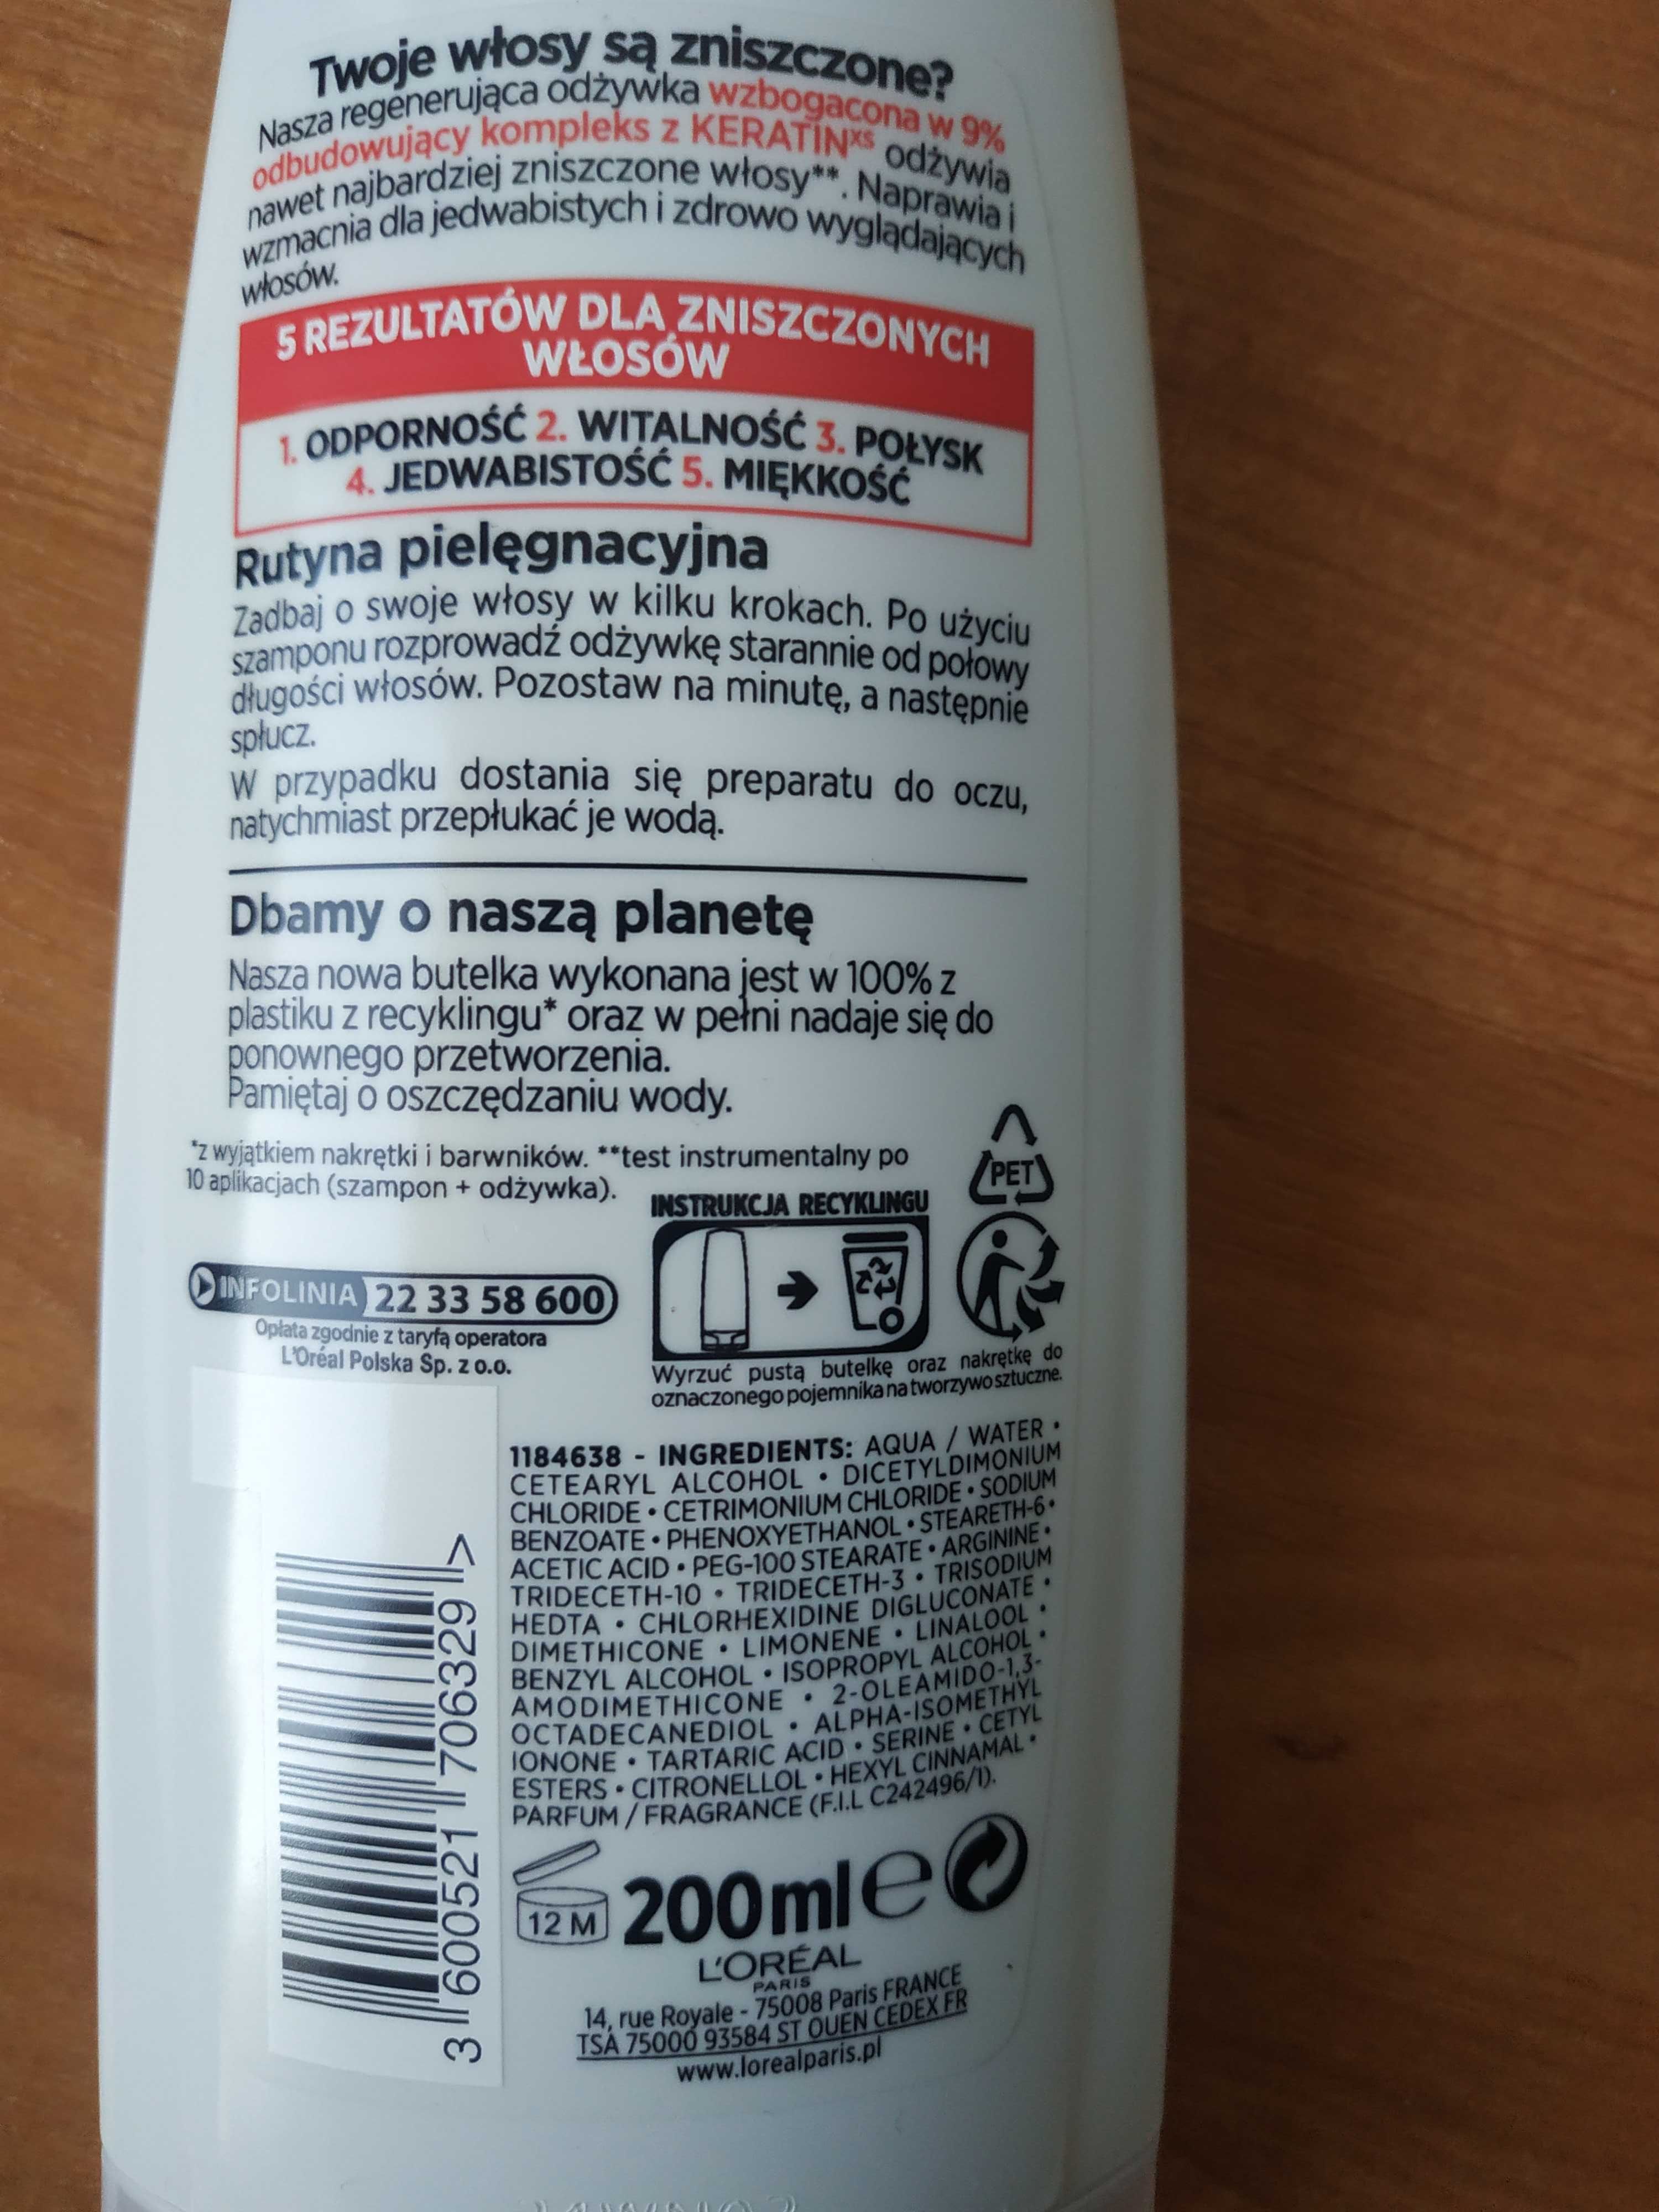 Twoje włosy są zniszczone?
Nasza regenerująca odżywka wzbogacona w 9%
odbudowujący kompleks z KERATINXS odżywia
nawet najbardziej zniszczone włosy**. Naprawia i
wzmacnia dla jedwabistych i zdrowo wyglądających
włosów.
5 REZULTATÓW DLA ZNISZCZONYCH
WŁOSÓW
1. ODPORNOŚĆ 2. WITALNOŚĆ 3. POŁYSK
4. JEDWABISTOŚĆ 5. MIĘKKOŚĆ
Rutyna pielęgnacyjna
Zadbaj o swoje włosy w kilku krokach. Po użyciu
szamponu rozprowadź odżywkę starannie od połowy
długości włosów. Pozostaw na minutę, a następnie
spłucz.
W przypadku dostania się preparatu do oczu,
natychmiast przepłukać je wodą.
Dbamy o naszą planetę
Nasza nowa butelka wykonana jest w 100% z
plastiku z recyklingu* oraz w pełni nadaje się do
ponownego przetworzenia.
Pamiętaj o oszczędzaniu wody.
*z wyjątkiem nakrętki i barwników. **test instrumentalny po
10 aplikacjach (szampon + odżywka).
PET
INSTRUKCJA RECYKLINGU
INFOLINIA 22 33 58 600
Opłata zgodnie z taryfą operatora
L'Oréal Polska Sp. z o.o.
Wyrzuć pustą butelkę oraz nakrętkę do
oznaczonego pojemnika na tworzywo sztuczne.
1184638 - INGREDIENTS: AQUA / WATER •
CETEARYL ALCOHOL • DICETYLDIMONIUM
CHLORIDE • CETRIMONIUM CHLORIDE • SODIUM
BENZOATE • PHENOXYETHANOL • STEARETH-6 •
ACETIC ACID • PEG-100 STEARATE • ARGININE •
TRIDECETH-10 • TRIDECETH-3 • TRISODIUM
HEDTA • CHLORHEXIDINE DIGLUCONATE •
DIMETHICONE • LIMONENE • LINALOOL •
BENZYL ALCOHOL • ISOPROPYL ALCOHOL •
AMODIMETHICONE • 2-OLEAMIDO-1,3-
OCTADECANEDIOL • ALPHA-ISOMETHYL
IONONE • TARTARIC ACID • SERINE • CETYL
ESTERS • CITRONELLOL • HEXYL CINNAMAL •
PARFUM / FRAGRANCE (F.I.L C242496/1).
3 600521 706329 >
12 M
200 ml e
L'ORÉAL
PARIS
14, rue Royale - 75008 Paris FRANCE
TSA 75000 93584 ST OUEN CEDEX FR
www.lorealparis.pl